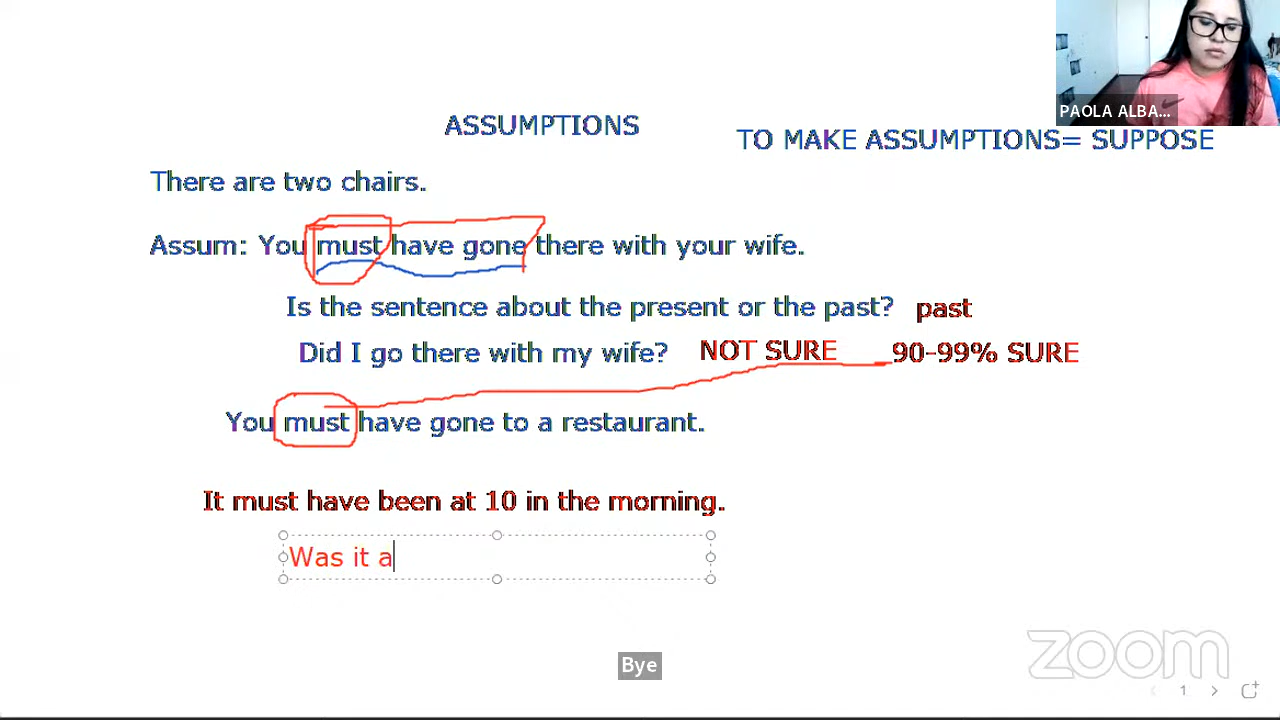 PAOLA ALBA...
ASSUMPTIONS
TO MAKE ASSUMPTIONS= SUPPOSE
There are two chairs.
Assum: You must have gone there with your wife.
Is the sentence about the present or the past? past
Did I go there with my wife? NOT SURE 90-99% SURE
You must have gone to a restaurant.
It must have been at 10 in the morning.
Was it a
Bye
zoom
1